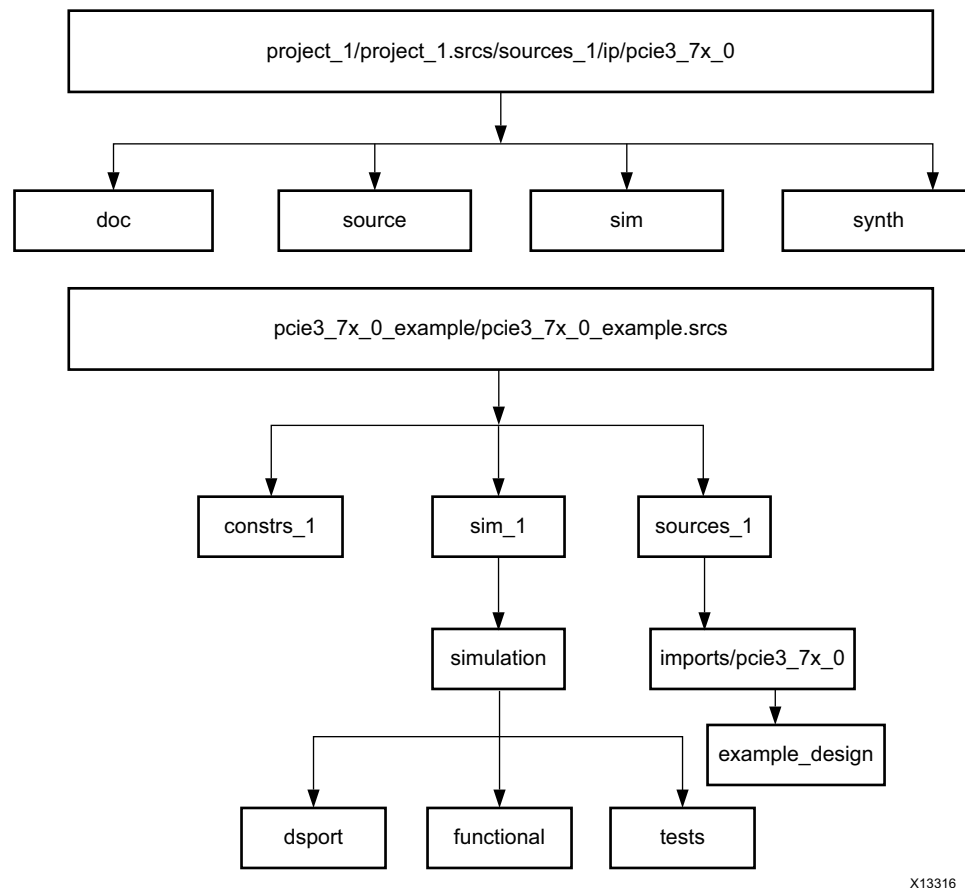 project_1/project_1.srcs/sources_1/ip/pcie3_7x_0
doc
source
sim
synth
pcie3_7x_0_example/pcie3_7x_0_example.srcs
constrs_1
sim_1
sources_1
simulation
imports/pcie3_7x_0
example_design
dsport
functional
tests
X13316